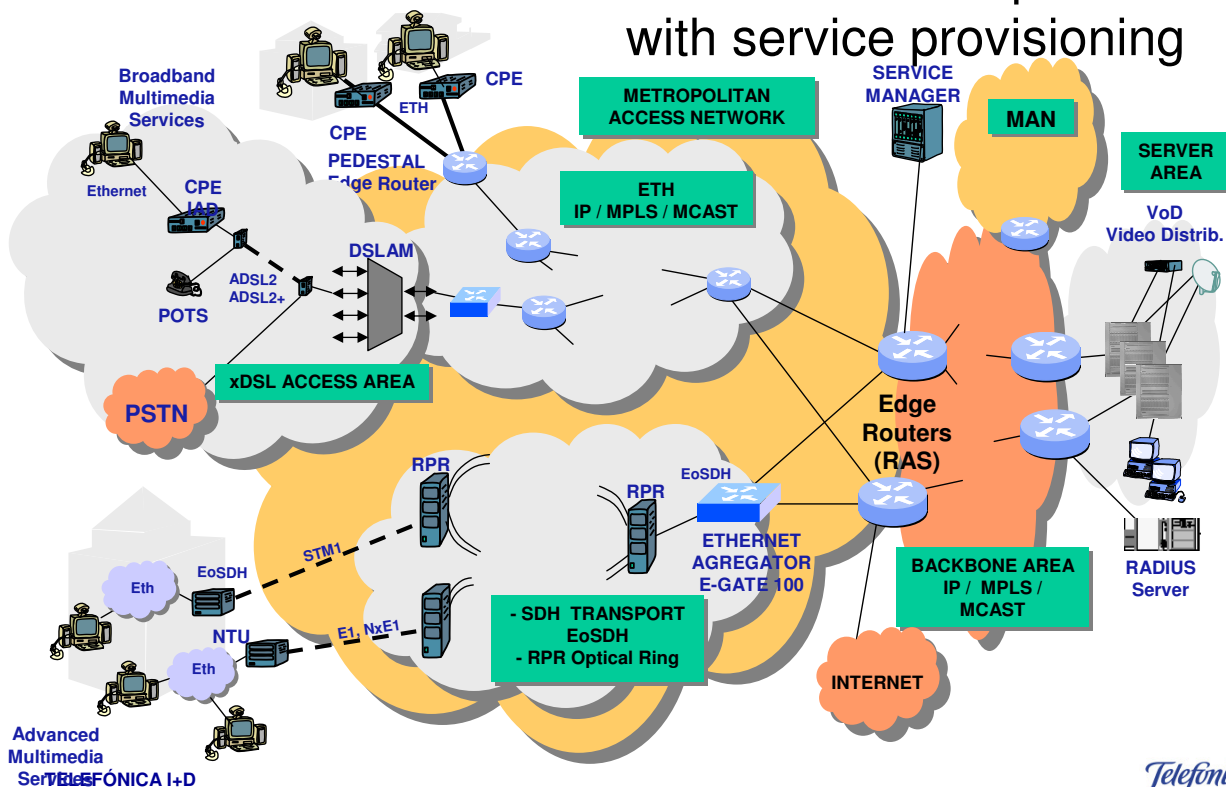 with service provisioning
Broadband
Multimedia
Services
Ethernet
CPE
IAD
POTS
ADSL2
ADSL2+
PSTN
xDSL ACCESS AREA
DSLAM
CPE
ETH
CPE
PEDESTAL
Edge Router
METROPOLITAN
ACCESS NETWORK
ETH
IP / MPLS / MCAST
SERVICE
MANAGER
MAN
SERVER
AREA
VoD
Video Distrib.
Edge
Routers
(RAS)
RPR
RPR
EoSDH
ETHERNET
AGREGATOR
E-GATE 100
STM1
EoSDH
Eth
NTU
E1, NxE1
Eth
- SDH TRANSPORT
EoSDH
- RPR Optical Ring
BACKBONE AREA
IP / MPLS /
MCAST
RADIUS
Server
INTERNET
Advanced
Multimedia
Services
TELEFÓNICA I+D